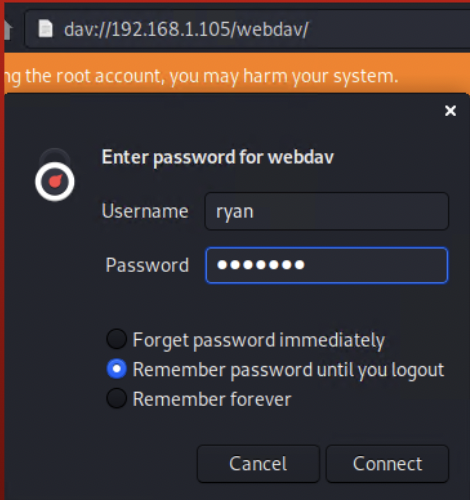 dav://192.168.1.105/webdav/
ng the root account, you may harm your system.
Enter password for webdav
Username ryan
Password •••••••
Forget password immediately
Remember password until you logout
Remember forever
Cancel Connect